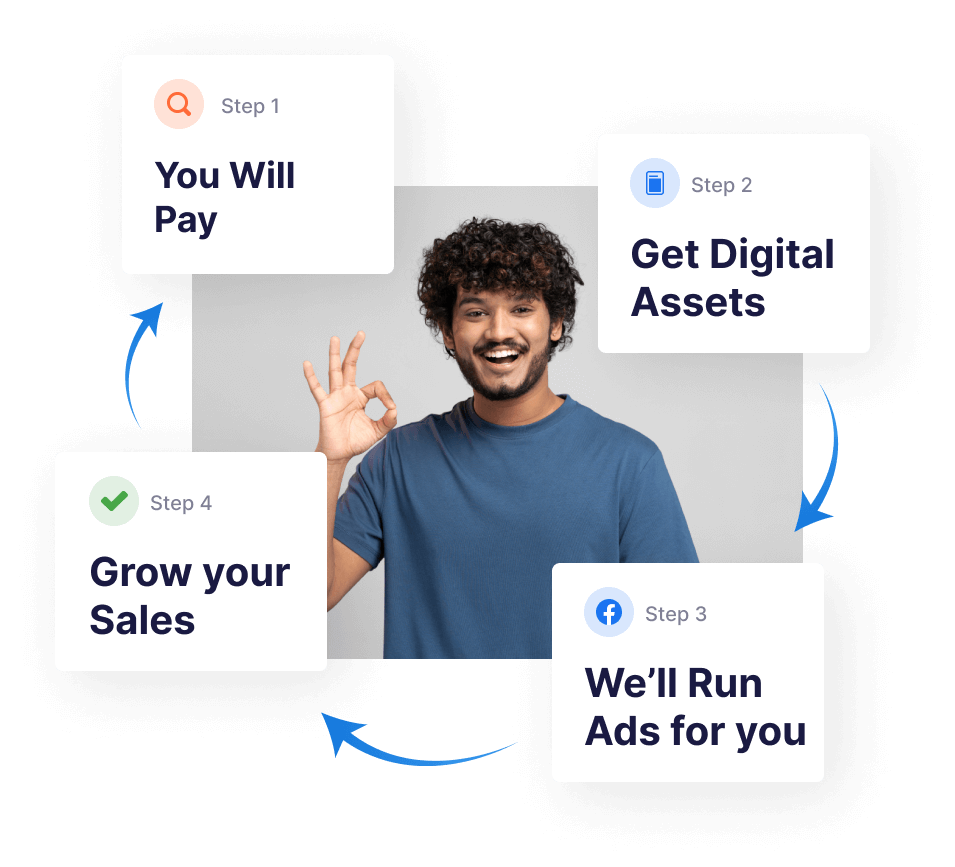 Step 1
You Will
Pay
Step 2
Get Digital
Assets
Step 3
We’ll Run
Ads for you
Step 4
Grow your
Sales